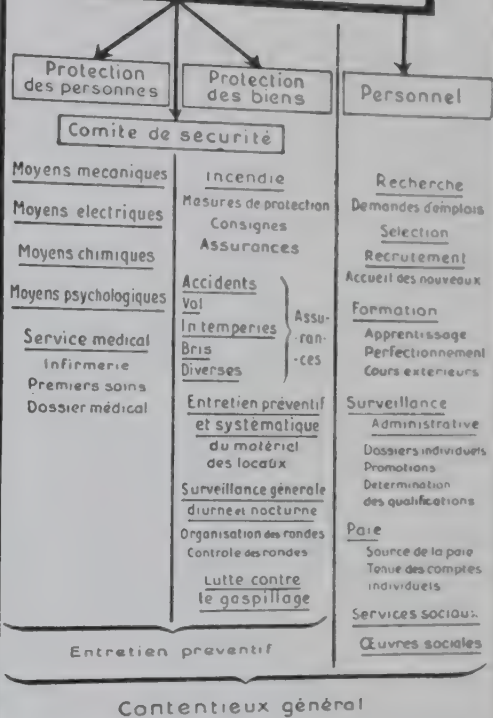 Protection
des personnes
Protection
des biens
Personnel
Comite de sécurité
Moyens mecaniques
Moyens electriques
Moyens chimiques
Moyens psychologiques
Service medical
Infirmerie
Premiers soins
Dossier médical
Incendie
Mesures de protection
Consignes
Assurances
Accidents
Vol
Intemperies
Bris
Diverses
Assu-
-ran-
-ces
Entretien préventif
et systématique
du matériel
des locaux
Surveillance générale
diurne et nocturne
Organisation des rondes
Controle des rondes
Lutte contre
le gaspillage
Recherche
Demandes d'emplois
Sélection
Recrutement
Accueil des nouveaux
Formation
Apprentissage
Perfectionnement
Cours exterieurs
Surveillance
Administrative
Dossiers individuels
Promotions
Determination
des qualifications
Paie
Source de la paie
Tenue des comptes
individuels
Services sociaux
Œuvres sociales
Entretien preventif
Contentieux général